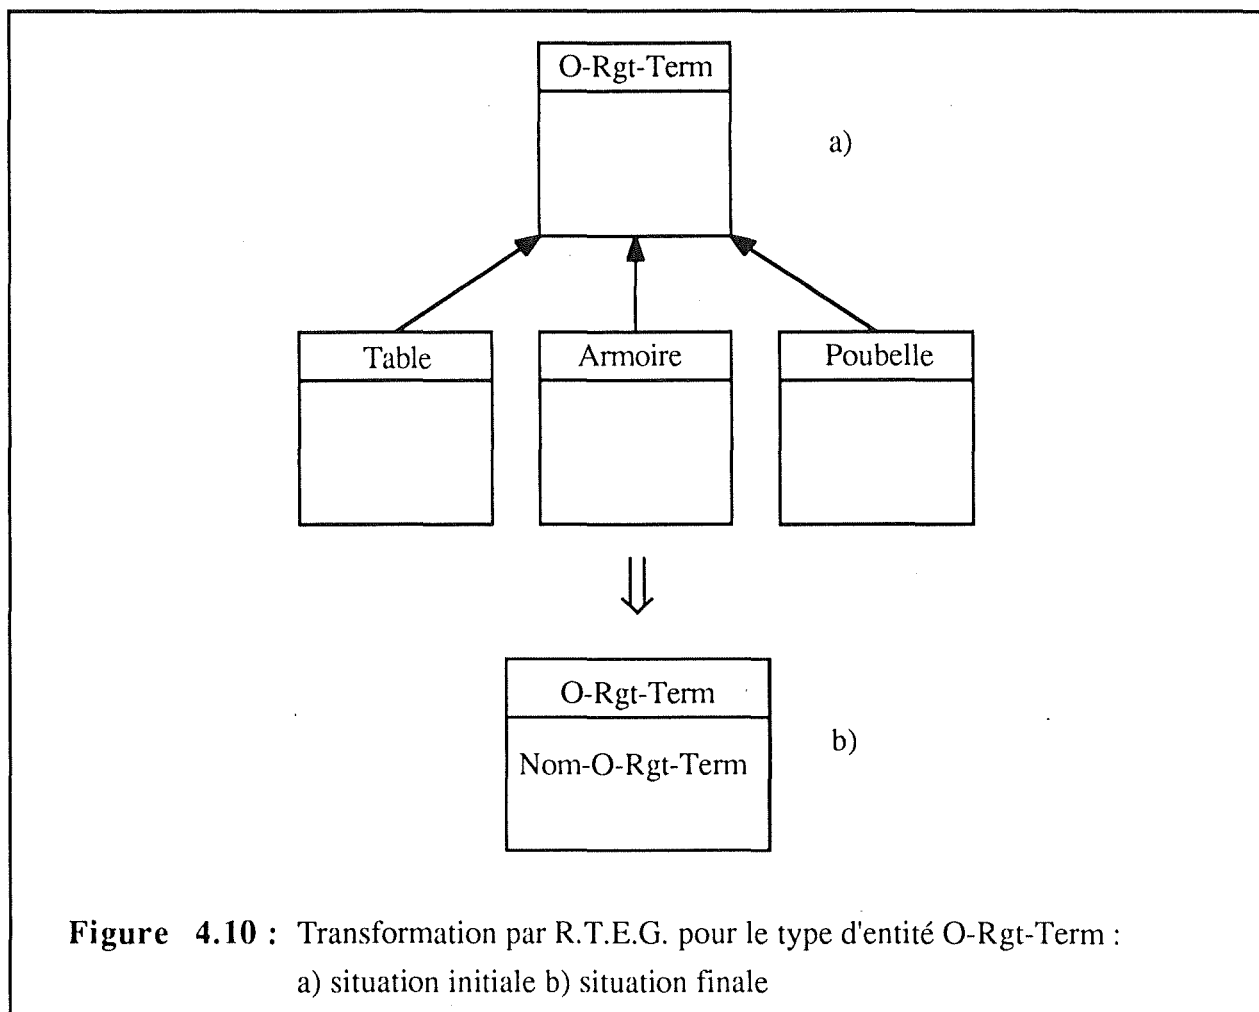 O-Rgt-Term
a)
Table
Armoire
Poubelle
O-Rgt-Term
b)
Nom-O-Rgt-Term
Figure 4.10 : Transformation par R.T.E.G. pour le type d'entité O-Rgt-Term :
a) situation initiale b) situation finale